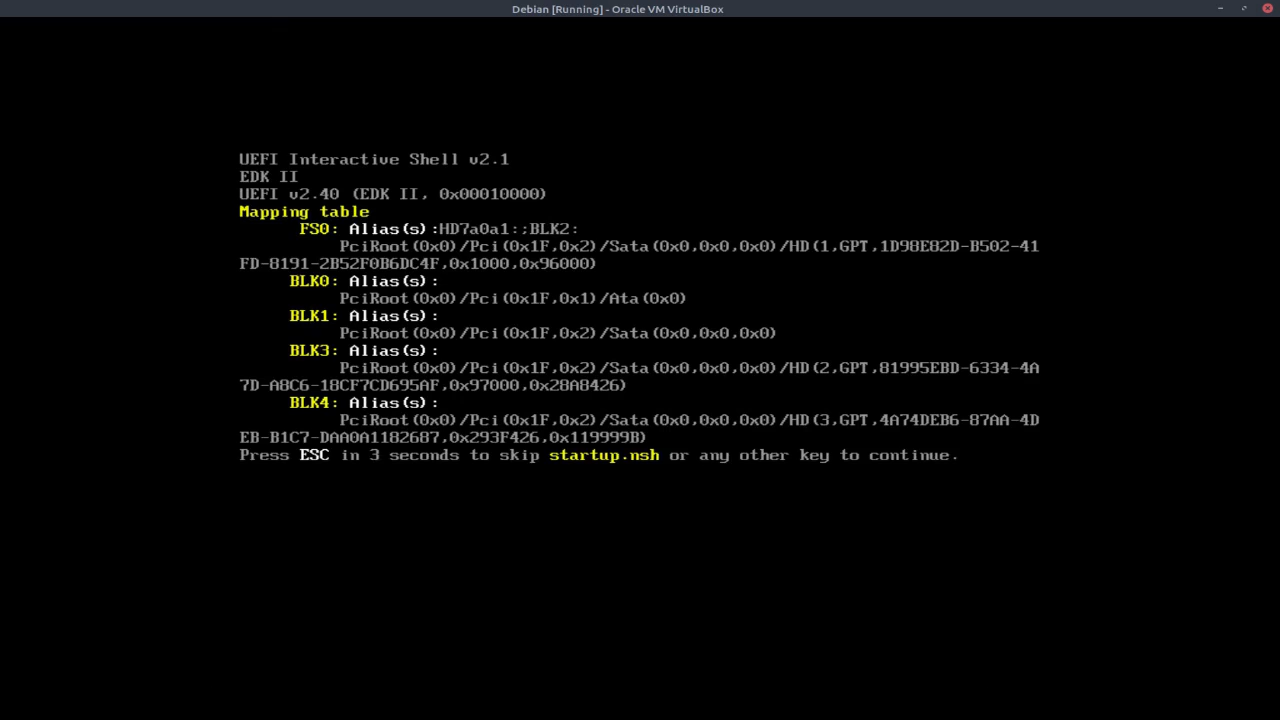 Debian [Running] - Oracle VM VirtualBox
UEFI Interactive Shell v2.1
EDK II
UEFI v2.40 (EDK II, 0x00010000)
Mapping table
FS0: Alias(s):HD7a0a1:;BLK2:
PciRoot(0x0)/Pci(0x1F,0x2)/Sata(0x0,0x0,0x0)/HD(1,GPT,1D98E82D-B502-41
FD-8191-2B52F0B6DC4F,0x1000,0x96000)
BLK0: Alias(s):
PciRoot(0x0)/Pci(0x1F,0x1)/Ata(0x0)
BLK1: Alias(s):
PciRoot(0x0)/Pci(0x1F,0x2)/Sata(0x0,0x0,0x0)
BLK3: Alias(s):
PciRoot(0x0)/Pci(0x1F,0x2)/Sata(0x0,0x0,0x0)/HD(2,GPT,81995EBD-6334-4A
7D-A8C6-18CF7CD695AF,0x97000,0x28A8426)
BLK4: Alias(s):
PciRoot(0x0)/Pci(0x1F,0x2)/Sata(0x0,0x0,0x0)/HD(3,GPT,4A74DEB6-87AA-4D
EB-B1C7-DAA0A1182687,0x293F426,0x119999B)
Press ESC in 3 seconds to skip startup.nsh or any other key to continue.